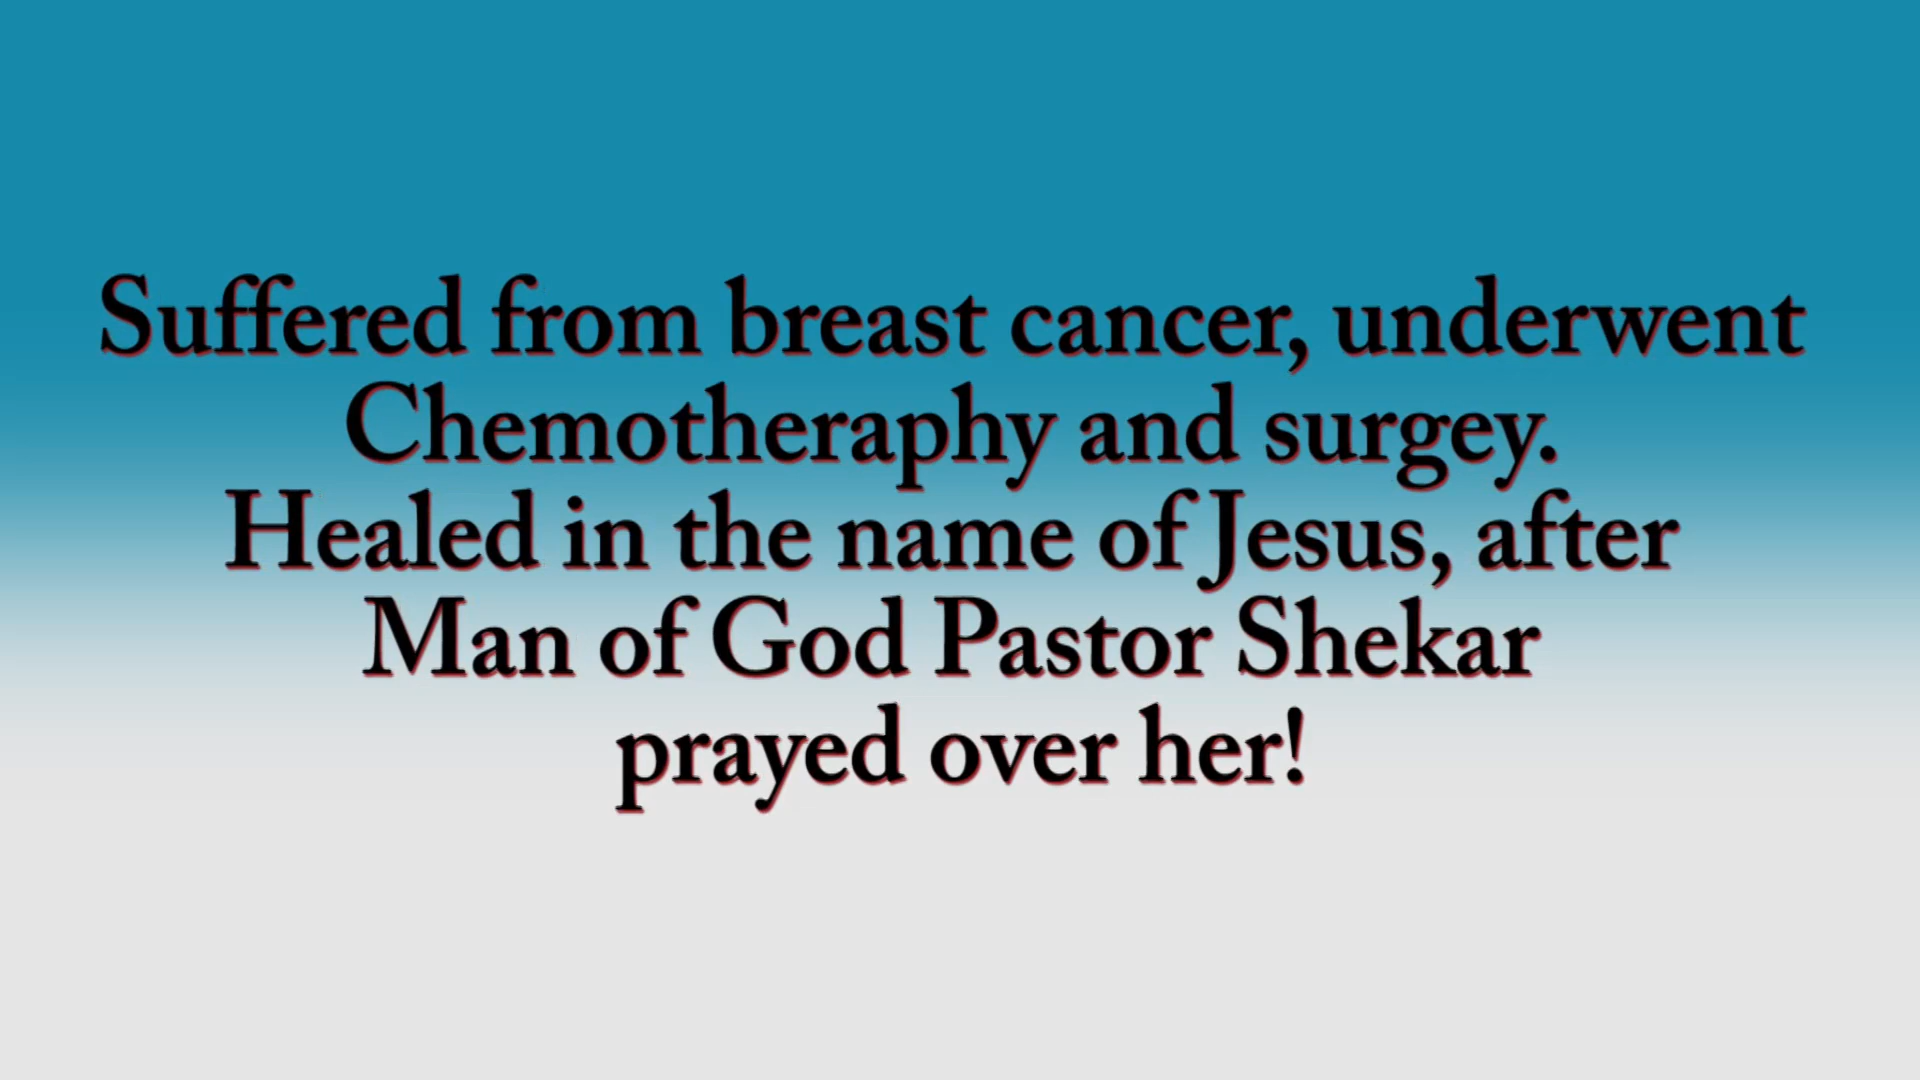 Suffered from breast cancer, underwent
Chemotheraphy and surgey.
Healed in the name of Jesus, after
Man of God Pastor Shekar
prayed over her!